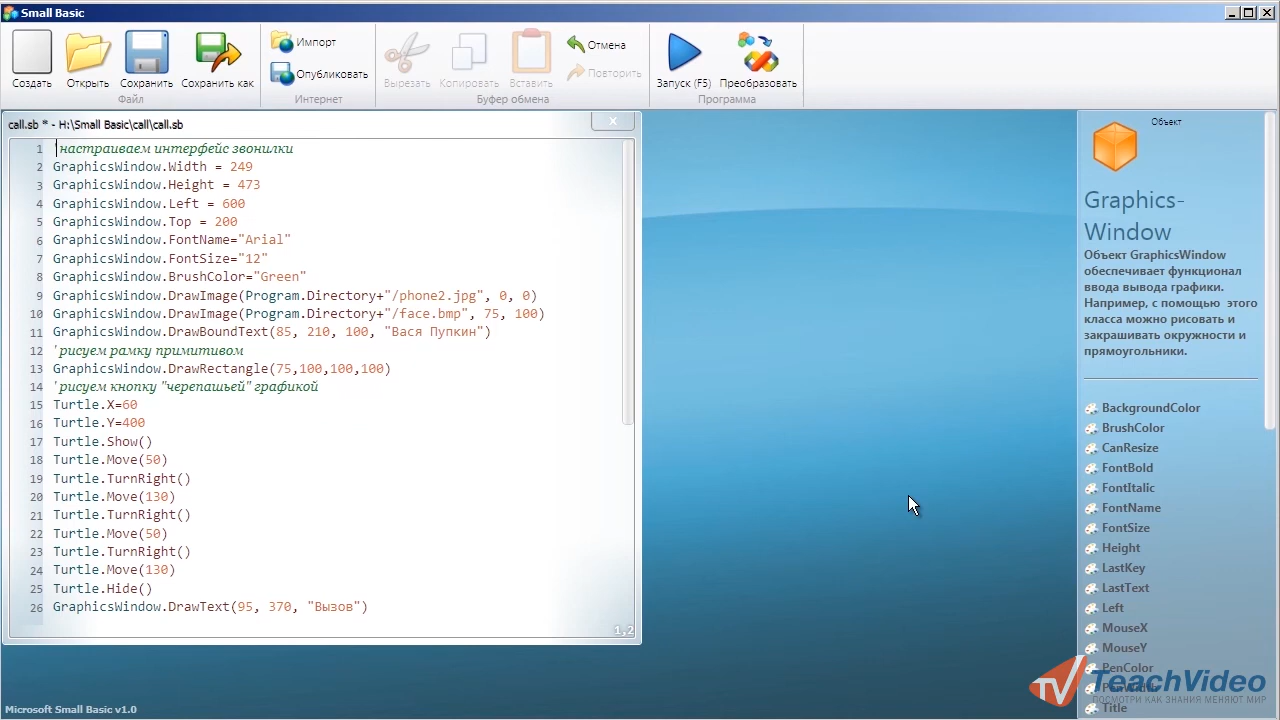 Small Basic
Создать
Открыть
Сохранить
Сохранить как
Файл
Импорт
Опубликовать
Интернет
Вырезать
Копировать
Вставить
Отмена
Повторить
Буфер обмена
Запуск (F5)
Преобразовать
Программа
call.sb * - H:\Small Basic\call\call.sb
1 'настраиваем интерфейс звонилки
2 GraphicsWindow.Width = 249
3 GraphicsWindow.Height = 473
4 GraphicsWindow.Left = 600
5 GraphicsWindow.Top = 200
6 GraphicsWindow.FontName="Arial"
7 GraphicsWindow.FontSize="12"
8 GraphicsWindow.BrushColor="Green"
9 GraphicsWindow.DrawImage(Program.Directory+"/phone2.jpg", 0, 0)
10 GraphicsWindow.DrawImage(Program.Directory+"/face.bmp", 75, 100)
11 GraphicsWindow.DrawBoundText(85, 210, 100, "Вася Пупкин")
12 'рисуем рамку примитивом
13 GraphicsWindow.DrawRectangle(75,100,100,100)
14 'рисуем кнопку "черепашьей" графикой
15 Turtle.X=60
16 Turtle.Y=400
17 Turtle.Show()
18 Turtle.Move(50)
19 Turtle.TurnRight()
20 Turtle.Move(130)
21 Turtle.TurnRight()
22 Turtle.Move(50)
23 Turtle.TurnRight()
24 Turtle.Move(130)
25 Turtle.Hide()
26 GraphicsWindow.DrawText(95, 370, "Вызов")
1,2
Объект
Graphics-
Window
Объект GraphicsWindow
обеспечивает функционал
ввода вывода графики.
Например, с помощью этого
класса можно рисовать и
закрашивать окружности и
прямоугольники.
BackgroundColor
BrushColor
CanResize
FontBold
FontItalic
FontName
FontSize
Height
LastKey
LastText
Left
MouseX
MouseY
PenColor
PenWidth
Title
TV TeachVideo
ПОСМОТРИ КАК ЗНАНИЯ МЕНЯЮТ МИР
Microsoft Small Basic v1.0